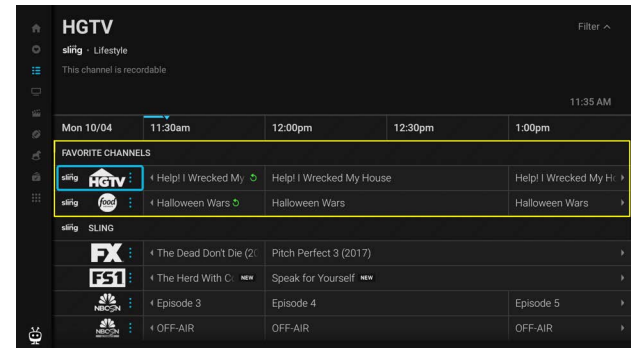 HGTV
Filter
sling · Lifestyle
This channel is recordable
11:35 AM
Mon 10/04 11:30am 12:00pm 12:30pm 1:00pm
FAVORITE CHANNELS
sling HGTV Help! I Wrecked My Help! I Wrecked My House Help! I Wrecked My Ho
sling food Halloween Wars Halloween Wars Halloween Wars
sling SLING
FX The Dead Don't Die (20 Pitch Perfect 3 (2017)
FS1 The Herd With Co NEW Speak for Yourself NEW
NBCSN Episode 3 Episode 4 Episode 5
NBCSN OFF-AIR OFF-AIR OFF-AIR